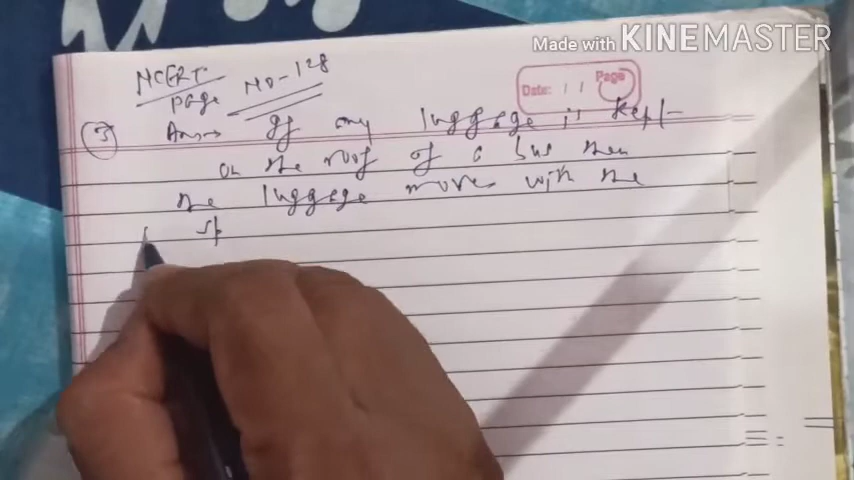 Made with KINEMASTER
NCERT
page NO-128
Date: / / Page
3 Ans→ If any luggage is kept
on the roof of a bus then
the luggage moves with the
sp